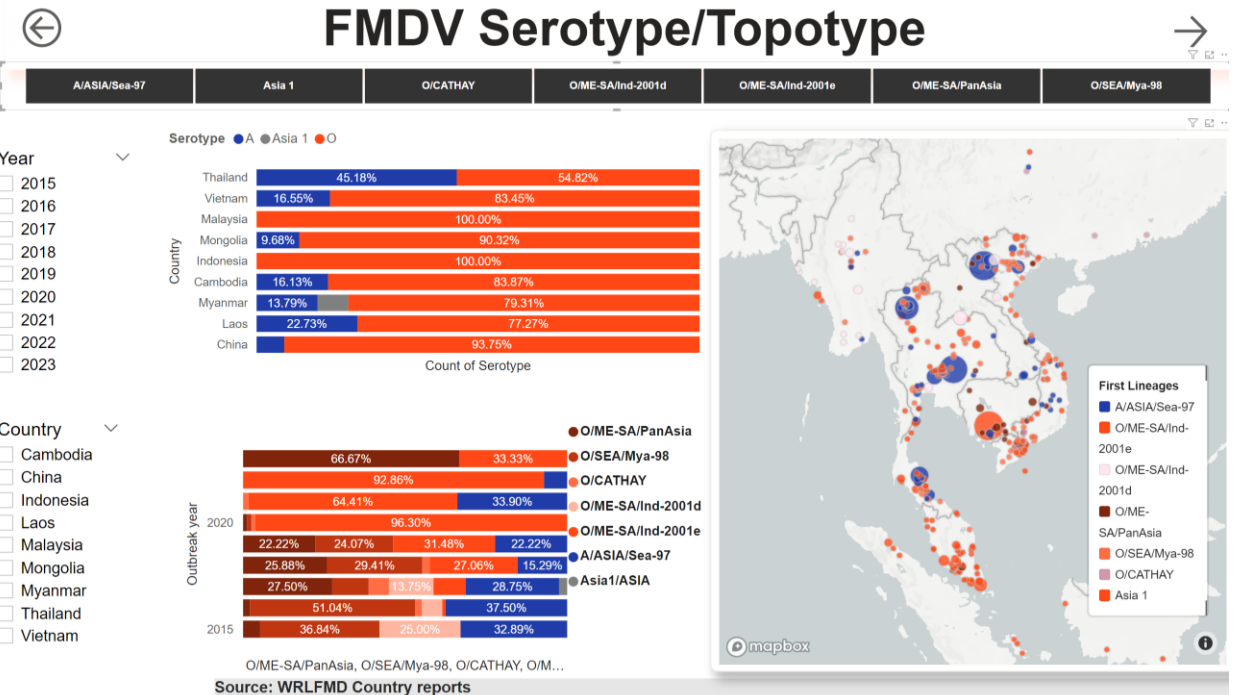 FMDV Serotype/Topotype
A/ASIA/Sea-97
Asia 1
O/CATHAY
O/ME-SA/Ind-2001d
O/ME-SA/Ind-2001e
O/ME-SA/PanAsia
O/SEA/Mya-98
Year
2015
2016
2017
2018
2019
2020
2021
2022
2023
Country
Cambodia
China
Indonesia
Laos
Malaysia
Mongolia
Myanmar
Thailand
Vietnam
Serotype A Asia 1 O
Country
Thailand 45.18% 54.82%
Vietnam 16.55% 83.45%
Malaysia 100.00%
Mongolia 9.68% 90.32%
Indonesia 100.00%
Cambodia 16.13% 83.87%
Myanmar 13.79% 79.31%
Laos 22.73% 77.27%
China 93.75%
Count of Serotype
Outbreak year
66.67% 33.33%
92.86%
64.41% 33.90%
2020 96.30%
22.22% 24.07% 31.48% 22.22%
25.88% 29.41% 27.06% 15.29%
27.50% 13.75% 28.75%
51.04% 37.50%
2015 36.84% 25.00% 32.89%
O/ME-SA/PanAsia, O/SEA/Mya-98, O/CATHAY, O/M...
O/ME-SA/PanAsia
O/SEA/Mya-98
O/CATHAY
O/ME-SA/Ind-2001d
O/ME-SA/Ind-2001e
A/ASIA/Sea-97
Asia1/ASIA
First Lineages
A/ASIA/Sea-97
O/ME-SA/Ind-
2001e
O/ME-SA/Ind-
2001d
O/ME-
SA/PanAsia
O/SEA/Mya-98
O/CATHAY
Asia 1
mapbox
Source: WRLFMD Country reports